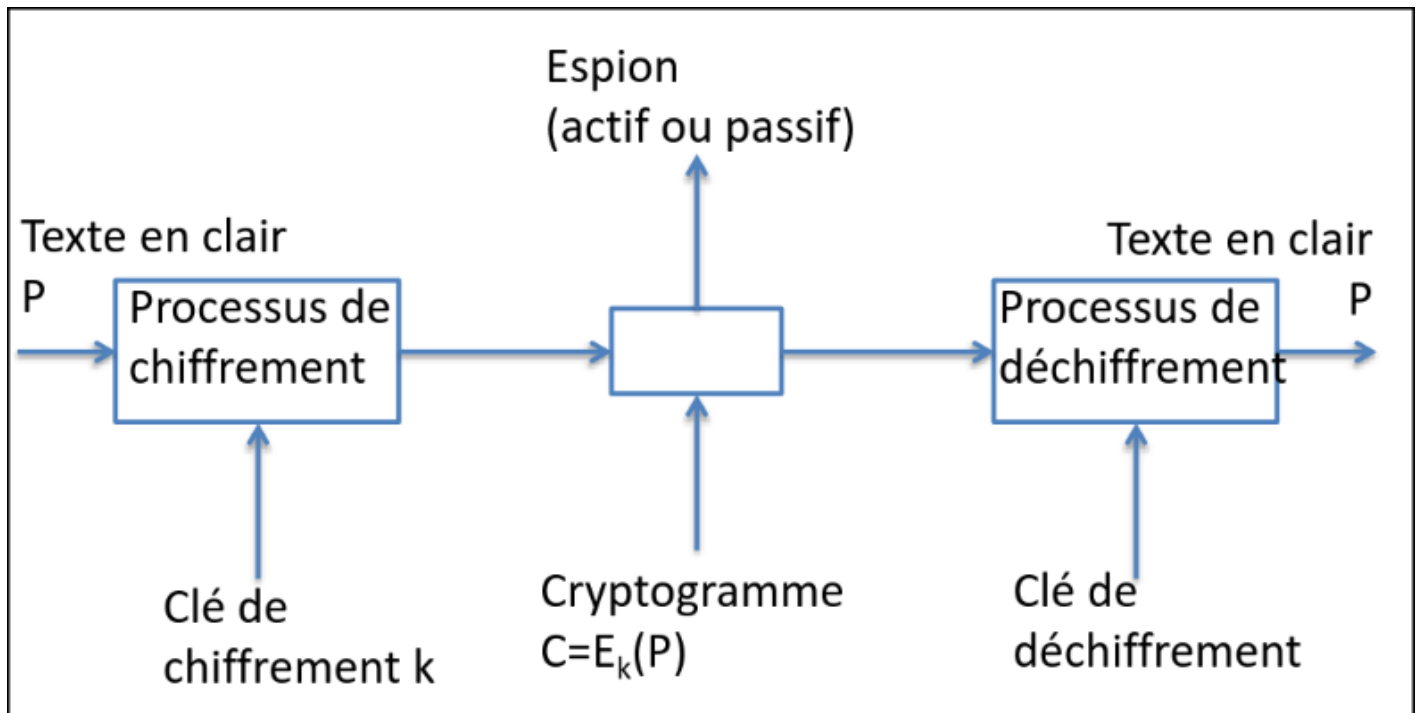 Espion
(actif ou passif)
Texte en clair
P
Texte en clair
P
Processus de
chiffrement
Processus de
déchiffrement
Clé de
chiffrement k
Cryptogramme
C=Ek(P)
Clé de
déchiffrement